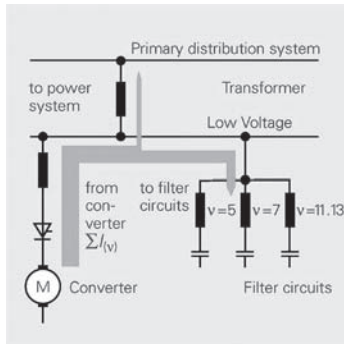 Primary distribution system
to power
system
Transformer
Low Voltage
from
con-
verter
ΣI(ν)
to filter
circuits
ν=5
ν=7
ν=11.13
M
Converter
Filter circuits